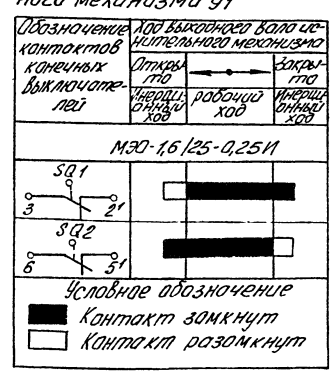 ного механизма У1
Обозначение
контактов
конечных
выключате-
лей
Ход выходного вала ис-
нительного механизма
Откры-
то
Закры-
то
Инерци-
онный
ход
рабочий
ход
Инерци-
онный
ход
МЭО-1,6/25-0,25И
SQ1
3 2'
SQ2
6 5'
Условное обозначение
Контакт замкнут
Контакт разомкнут